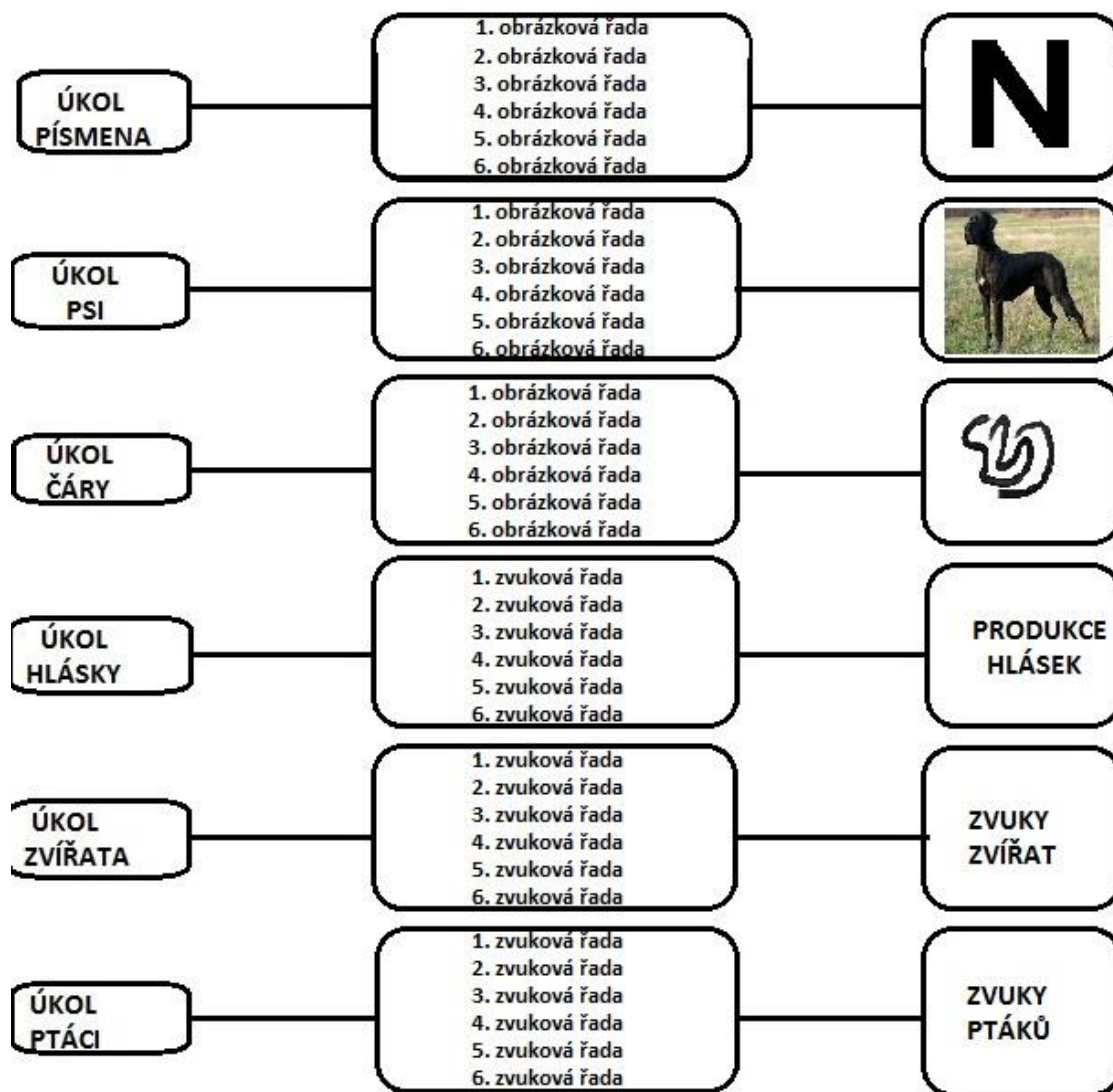 ÚKOL
PÍSMENA
1. obrázková řada
2. obrázková řada
3. obrázková řada
4. obrázková řada
5. obrázková řada
6. obrázková řada
N
ÚKOL
PSI
1. obrázková řada
2. obrázková řada
3. obrázková řada
4. obrázková řada
5. obrázková řada
6. obrázková řada
ÚKOL
ČÁRY
1. obrázková řada
2. obrázková řada
3. obrázková řada
4. obrázková řada
5. obrázková řada
6. obrázková řada
ÚKOL
HLÁSKY
1. zvuková řada
2. zvuková řada
3. zvuková řada
4. zvuková řada
5. zvuková řada
6. zvuková řada
PRODUKCE
HLÁSEK
ÚKOL
ZVÍŘATA
1. zvuková řada
2. zvuková řada
3. zvuková řada
4. zvuková řada
5. zvuková řada
6. zvuková řada
ZVUKY
ZVÍŘAT
ÚKOL
PTÁCI
1. zvuková řada
2. zvuková řada
3. zvuková řada
4. zvuková řada
5. zvuková řada
6. zvuková řada
ZVUKY
PTÁKŮ